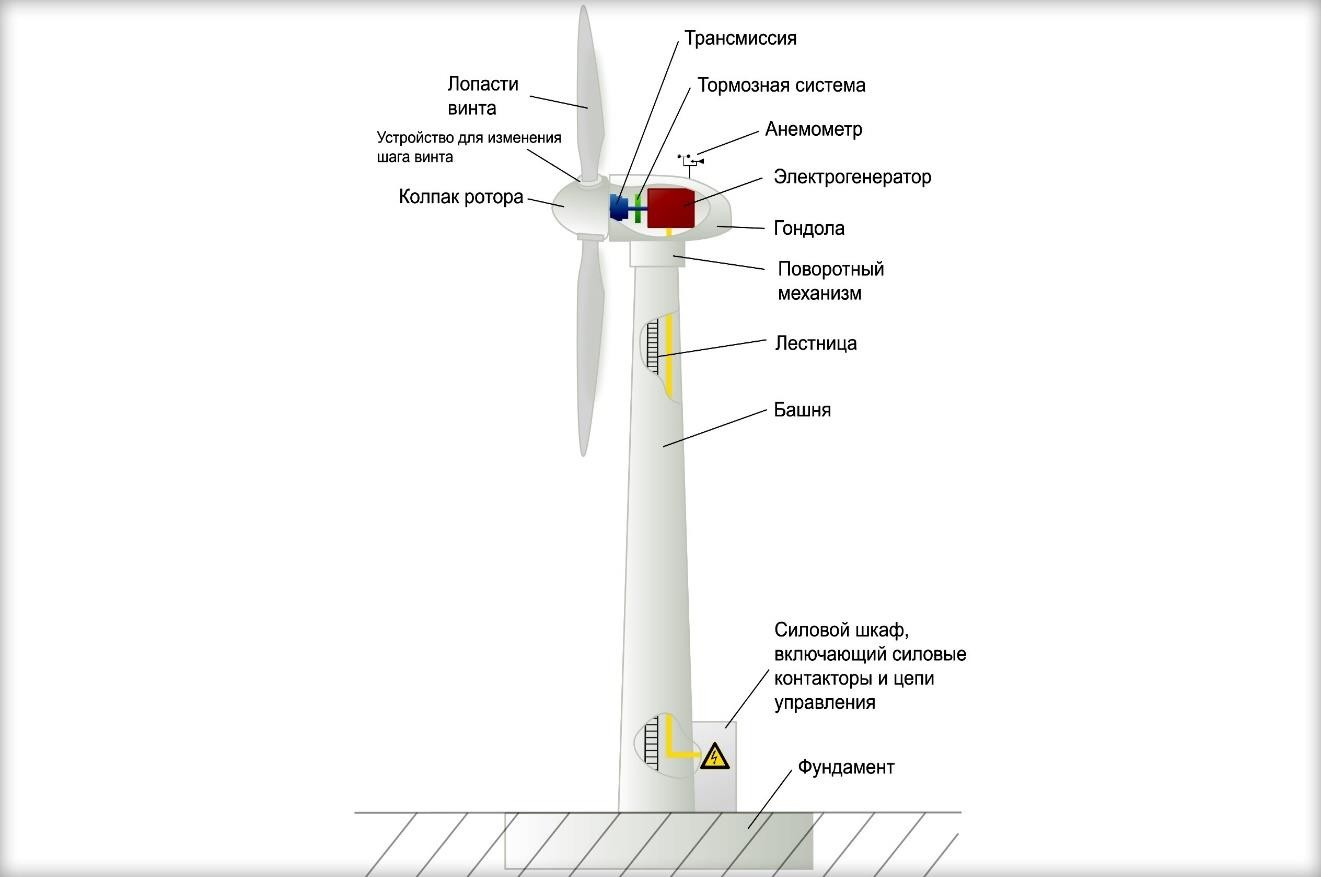 Трансмиссия
Лопасти
винта
Тормозная система
Устройство для изменения
шага винта
Анемометр
Колпак ротора
Электрогенератор
Гондола
Поворотный
механизм
Лестница
Башня
Силовой шкаф,
включающий силовые
контакторы и цепи
управления
Фундамент